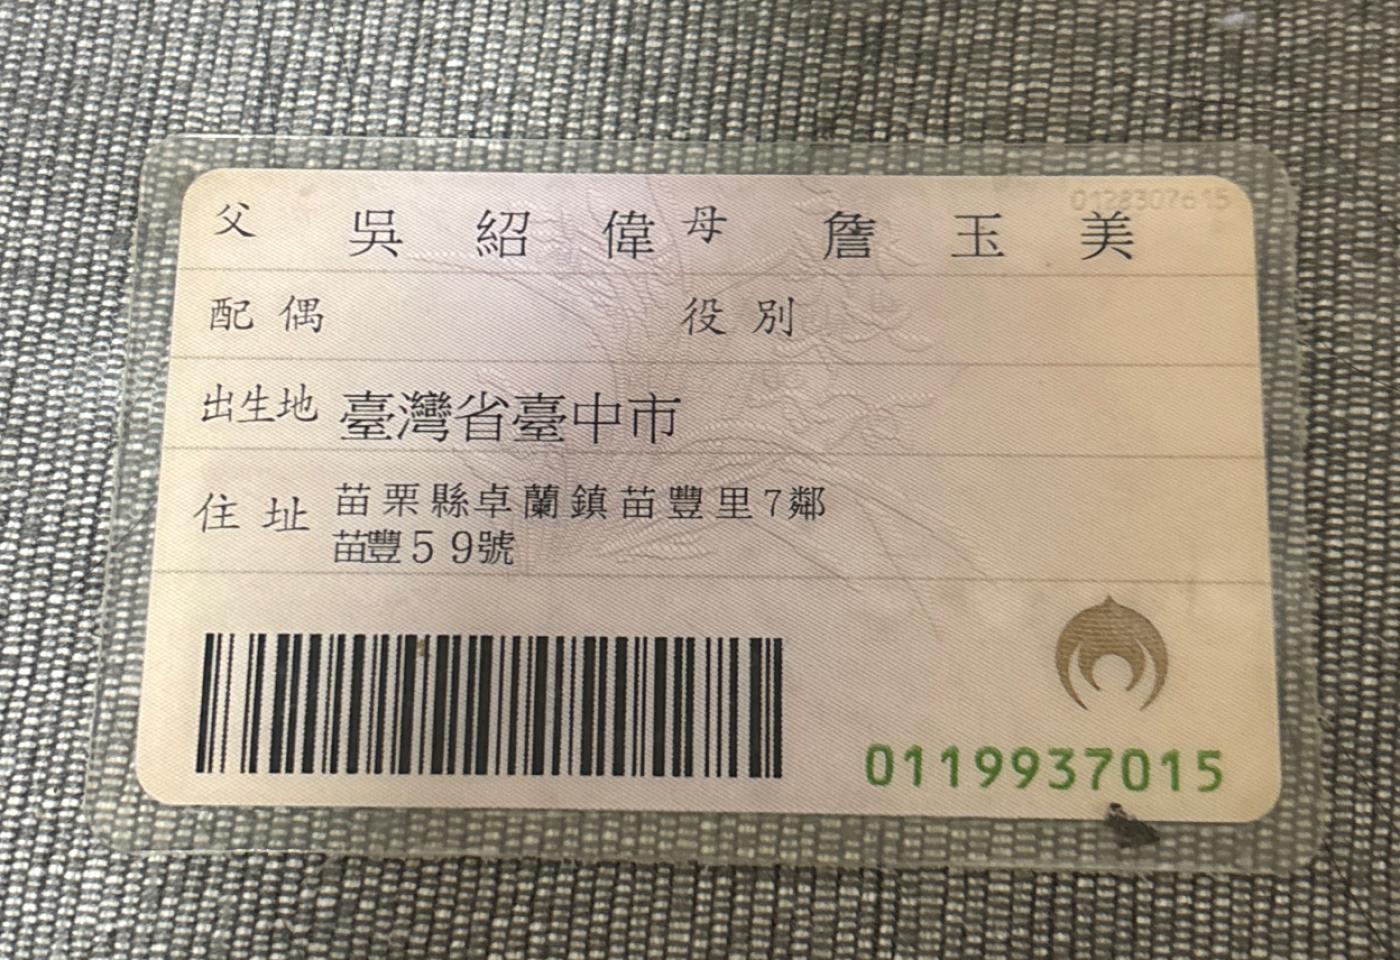 0128307615
父 吳紹偉 母 詹玉美
配偶 役別
出生地 臺灣省臺中市
住址 苗栗縣卓蘭鎮苗豐里7鄰
苗豐59號
0119937015